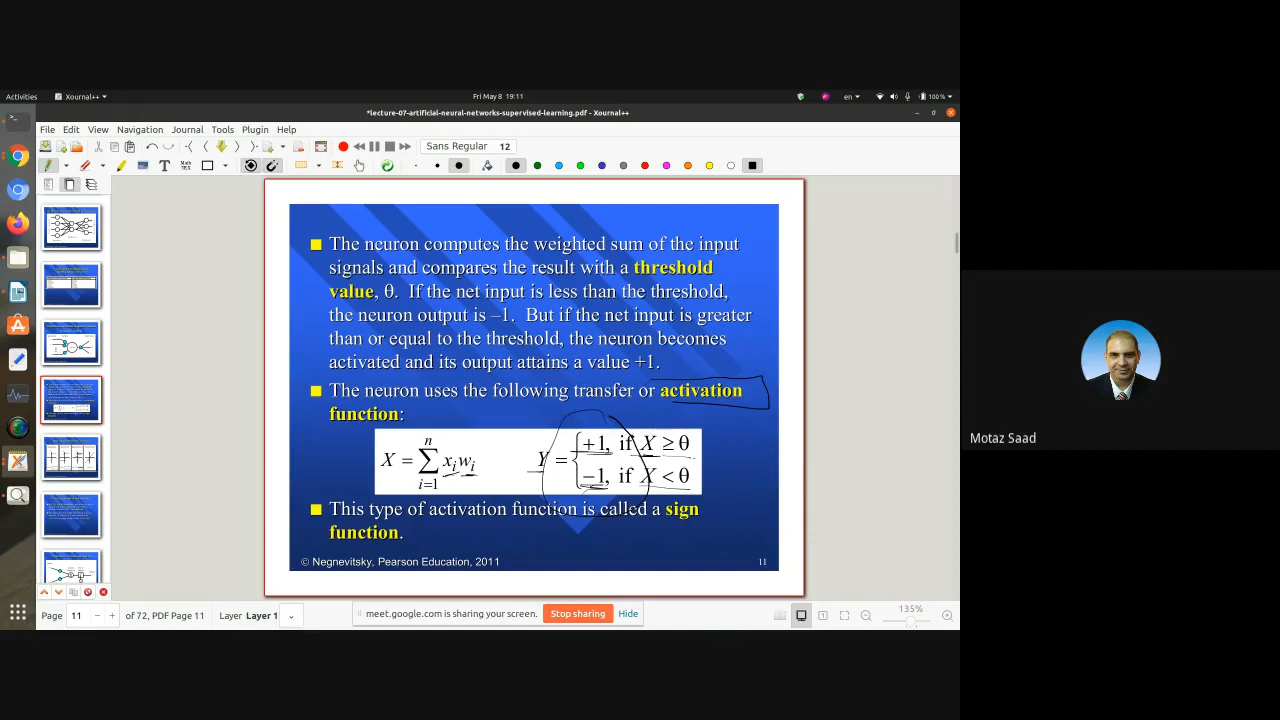 Activities
Xournal++
Fri May 8 19:11
en
100 %
*lecture-07-artificial-neural-networks-supervised-learning.pdf - Xournal++
File Edit View Navigation Journal Tools Plugin Help
Sans Regular 12
The neuron computes the weighted sum of the input
signals and compares the result with a threshold
value, θ. If the net input is less than the threshold,
the neuron output is –1. But if the net input is greater
than or equal to the threshold, the neuron becomes
activated and its output attains a value +1.
The neuron uses the following transfer or activation
function:
X = ∑ i=1 n xᵢwᵢ
Y = { +1, if X ≥ θ
−1, if X < θ
This type of activation function is called a sign
function.
© Negnevitsky, Pearson Education, 2011
11
Page 11 of 72, PDF Page 11 Layer Layer 1
meet.google.com is sharing your screen. Stop sharing Hide
135%
Motaz Saad